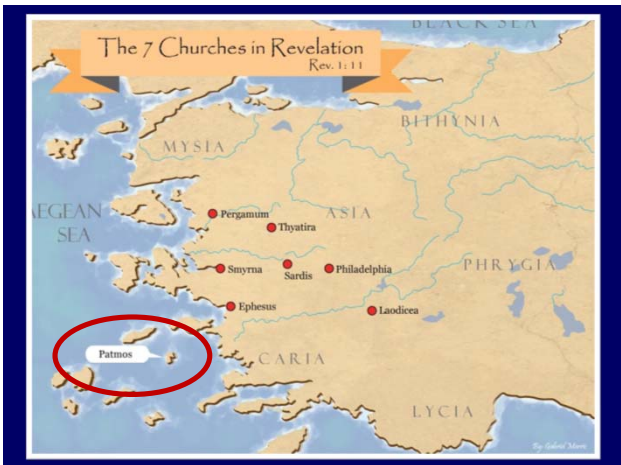 BLACK SEA
The 7 Churches in Revelation
Rev. 1:11
BITHYNIA
MYSIA
AEGEAN
SEA
Pergamum
ASIA
Thyatira
Smyrna
Sardis
Philadelphia
PHRYGIA
Ephesus
Laodicea
Patmos
CARIA
LYCIA